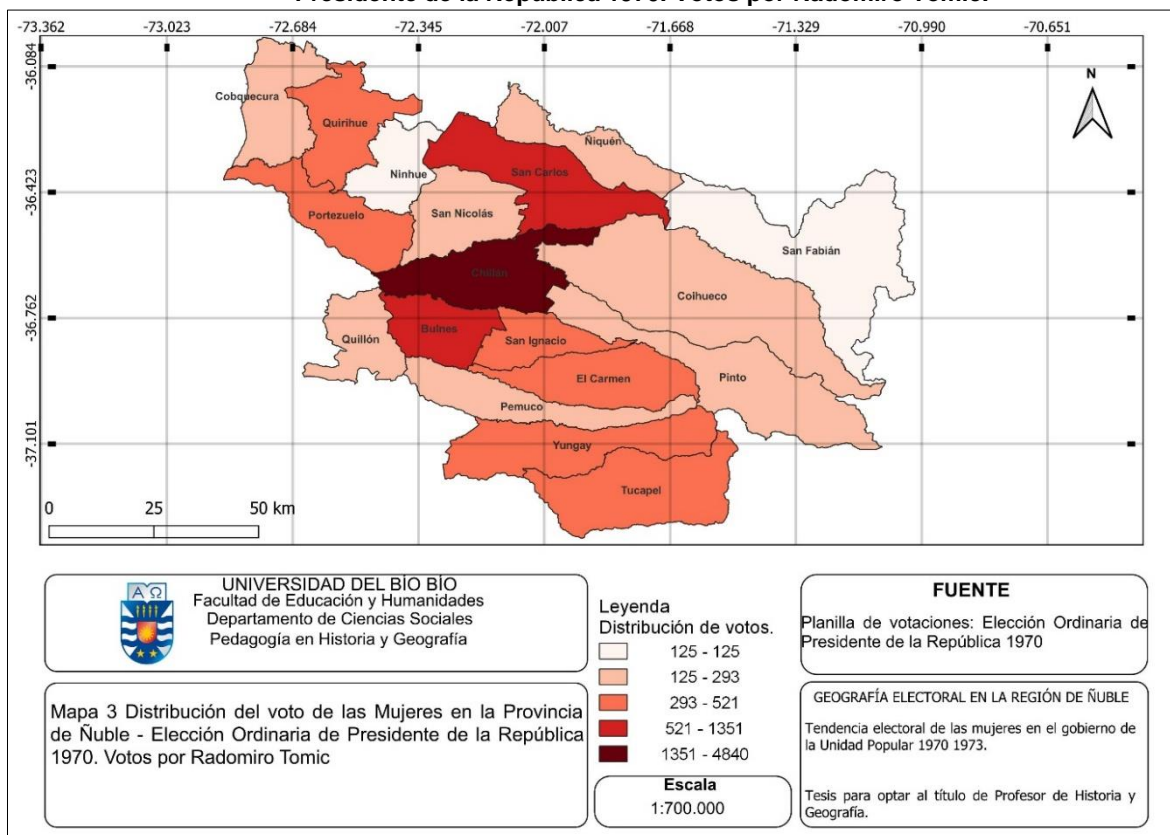 Presidente de la República 1970. Votos por Radomiro Tomic.
-73.362 -73.023 -72.684 -72.345 -72.007 -71.668 -71.329 -70.990 -70.651
-36.084
-36.423
-36.762
-37.101
N
Cobquecura
Quirihue
Ñiquén
Ninhue
San Carlos
Portezuelo
San Nicolás
San Fabián
Chillán
Coihueco
Bulnes
Quillón
San Ignacio
El Carmen
Pinto
Pemuco
Yungay
Tucapel
0 25 50 km
UNIVERSIDAD DEL BÍO BÍO
Facultad de Educación y Humanidades
Departamento de Ciencias Sociales
Pedagogía en Historia y Geografía
Mapa 3 Distribución del voto de las Mujeres en la Provincia
de Ñuble - Elección Ordinaria de Presidente de la República
1970. Votos por Radomiro Tomic
Leyenda
Distribución de votos.
125 - 125
125 - 293
293 - 521
521 - 1351
1351 - 4840
Escala
1:700.000
FUENTE
Planilla de votaciones: Elección Ordinaria de
Presidente de la República 1970
GEOGRAFÍA ELECTORAL EN LA REGIÓN DE ÑUBLE
Tendencia electoral de las mujeres en el gobierno de
la Unidad Popular 1970 1973.
Tesis para optar al título de Profesor de Historia y
Geografía.